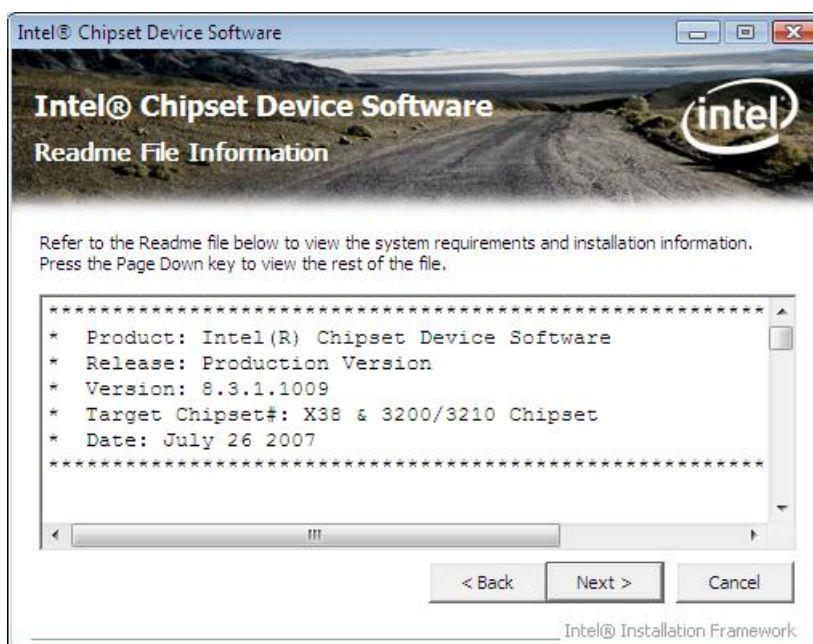 Intel® Chipset Device Software
Intel® Chipset Device Software
intel
Readme File Information
Refer to the Readme file below to view the system requirements and installation information.
Press the Page Down key to view the rest of the file.
********************************************************
* Product: Intel(R) Chipset Device Software
* Release: Production Version
* Version: 8.3.1.1009
* Target Chipset#: X38 & 3200/3210 Chipset
* Date: July 26 2007
********************************************************
< Back
Next >
Cancel
Intel® Installation Framework